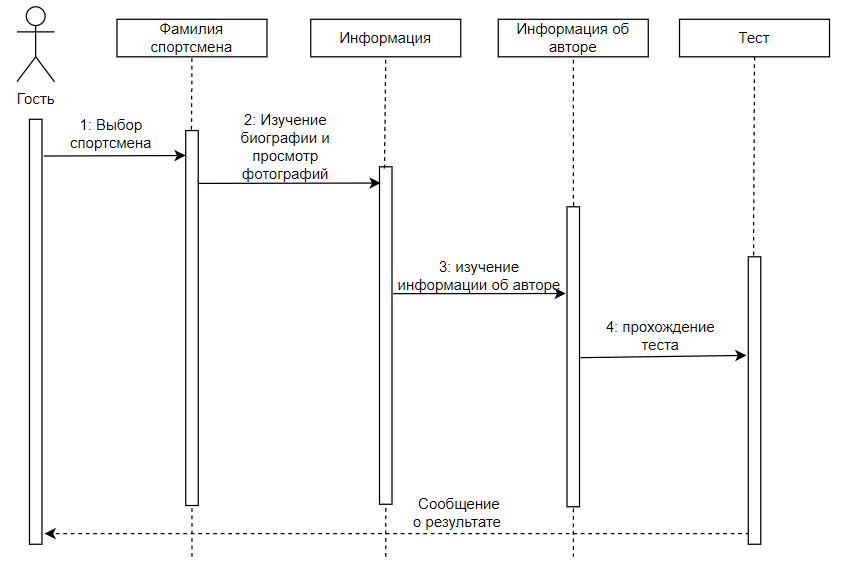 Фамилия
спортсмена
Информация
Информация об
авторе
Тест
Гость
1: Выбор
спортсмена
2: Изучение
биографии и
просмотр
фотографий
3: изучение
информации об авторе
4: прохождение
теста
Сообщение
о результате